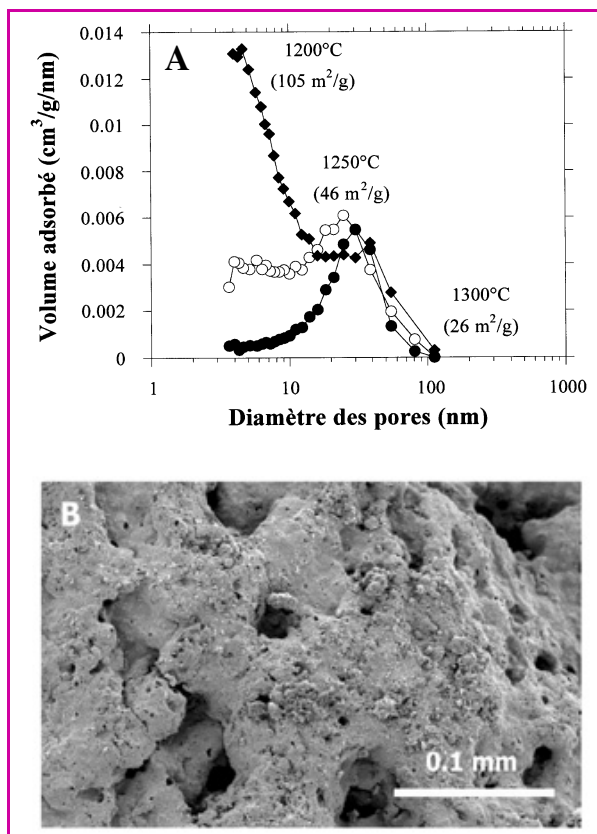 A
1200°C
(105 m²/g)
1250°C
(46 m²/g)
1300°C
(26 m²/g)
Volume adsorbé (cm³/g/nm)
0.014
0.012
0.01
0.008
0.006
0.004
0.002
0
1 10 100 1000
Diamètre des pores (nm)
B
0.1 mm